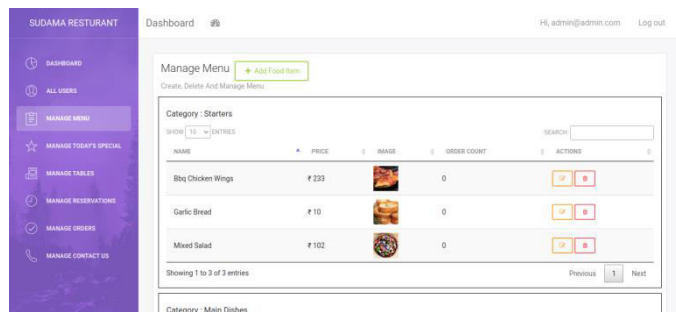 SUDAMA RESTURANT
Dashboard
Hi, admin@admin.com Log out
DASHBOARD
ALL USERS
MANAGE MENU
MANAGE TODAY'S SPECIAL
MANAGE TABLES
MANAGE RESERVATIONS
MANAGE ORDERS
MANAGE CONTACT US
Manage Menu + Add Food Item
Create, Delete And Manage Menu
Category : Starters
SHOW 10 ENTRIES SEARCH:
NAME PRICE IMAGE ORDER COUNT ACTIONS
Bbq Chicken Wings ₹ 233 0
Garlic Bread ₹ 10 0
Mixed Salad ₹ 102 0
Showing 1 to 3 of 3 entries Previous 1 Next
Category : Main Dishes